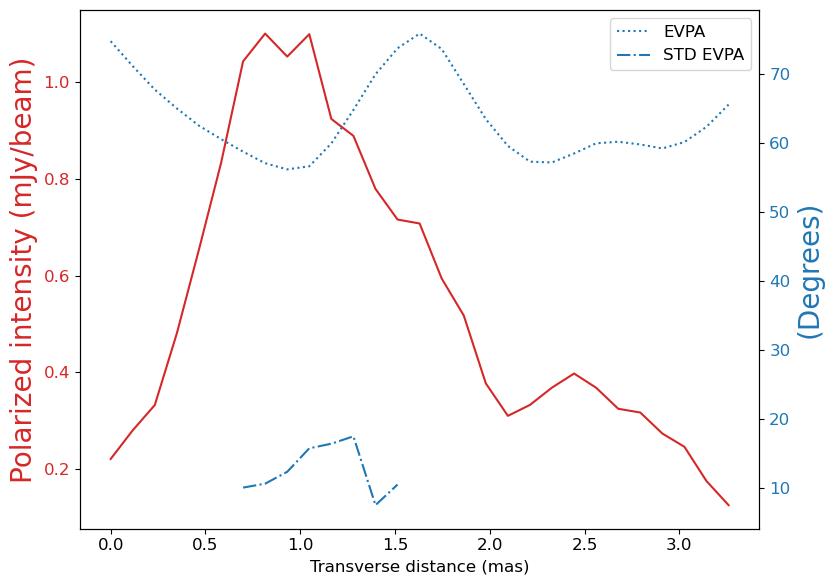 Polarized intensity (mJy/beam)
1.0
0.8
0.6
0.4
0.2
EVPA
STD EVPA
70
60
50
40
30
20
10
(Degrees)
0.0 0.5 1.0 1.5 2.0 2.5 3.0
Transverse distance (mas)